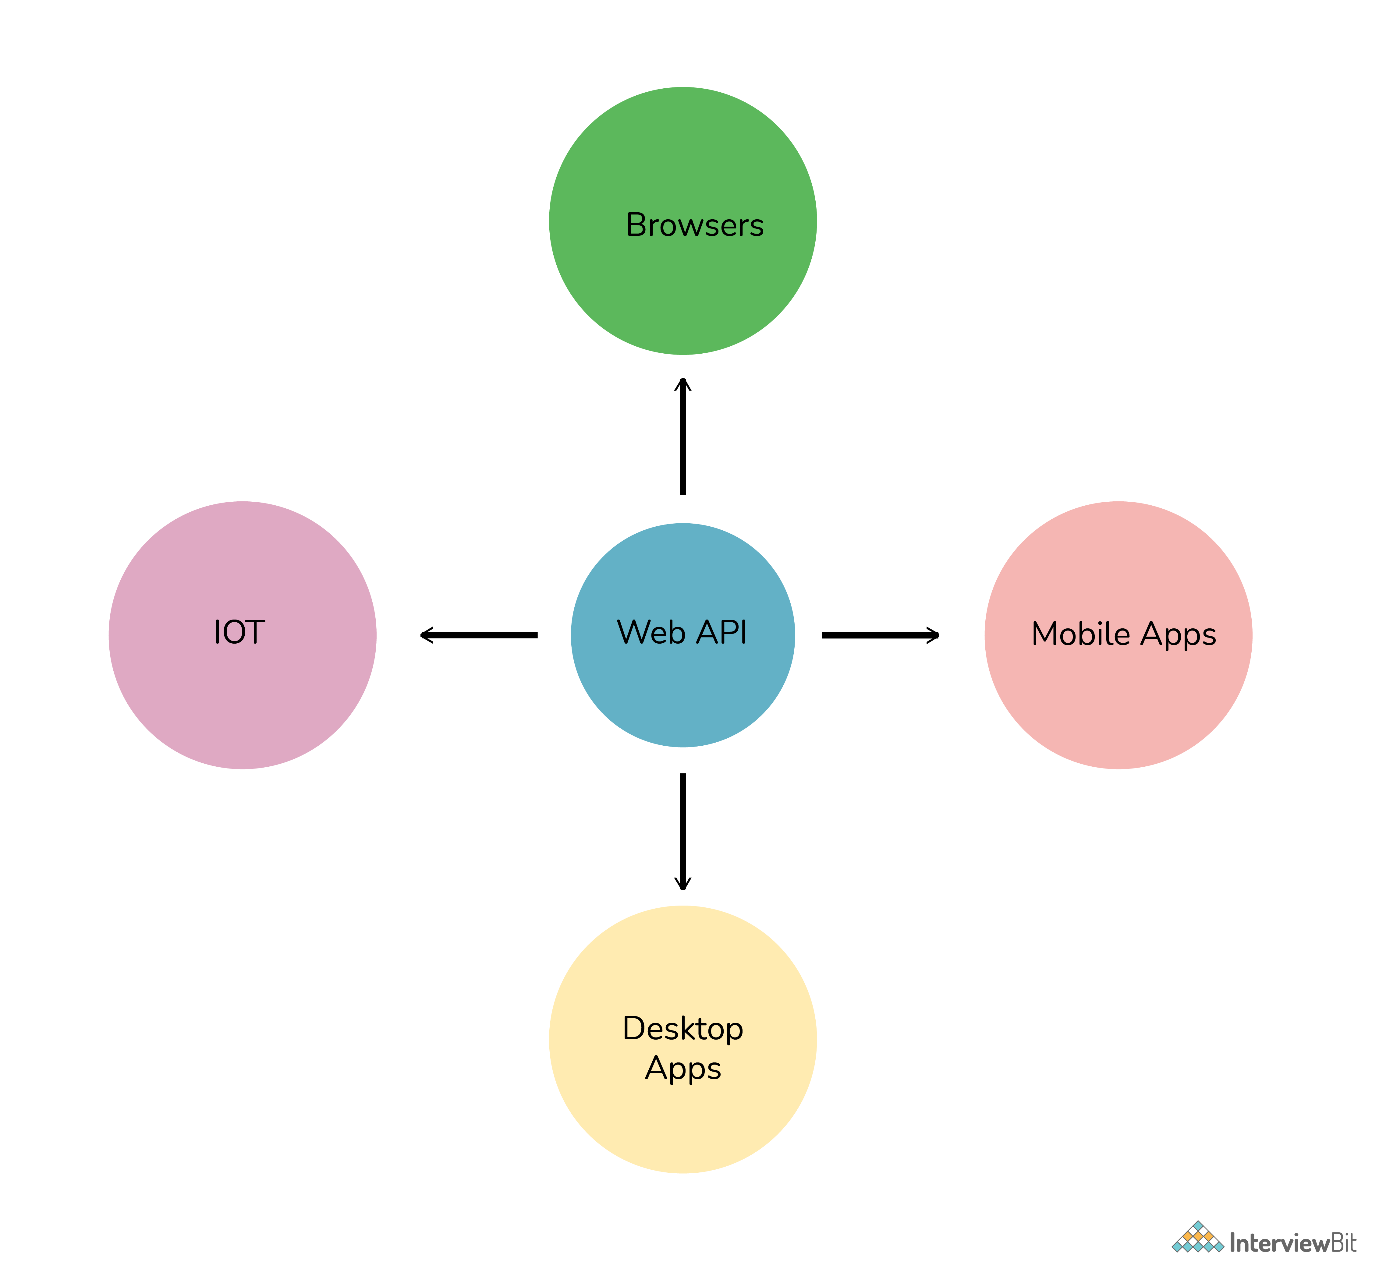 Browsers
IOT
Web API
Mobile Apps
Desktop
Apps
InterviewBit